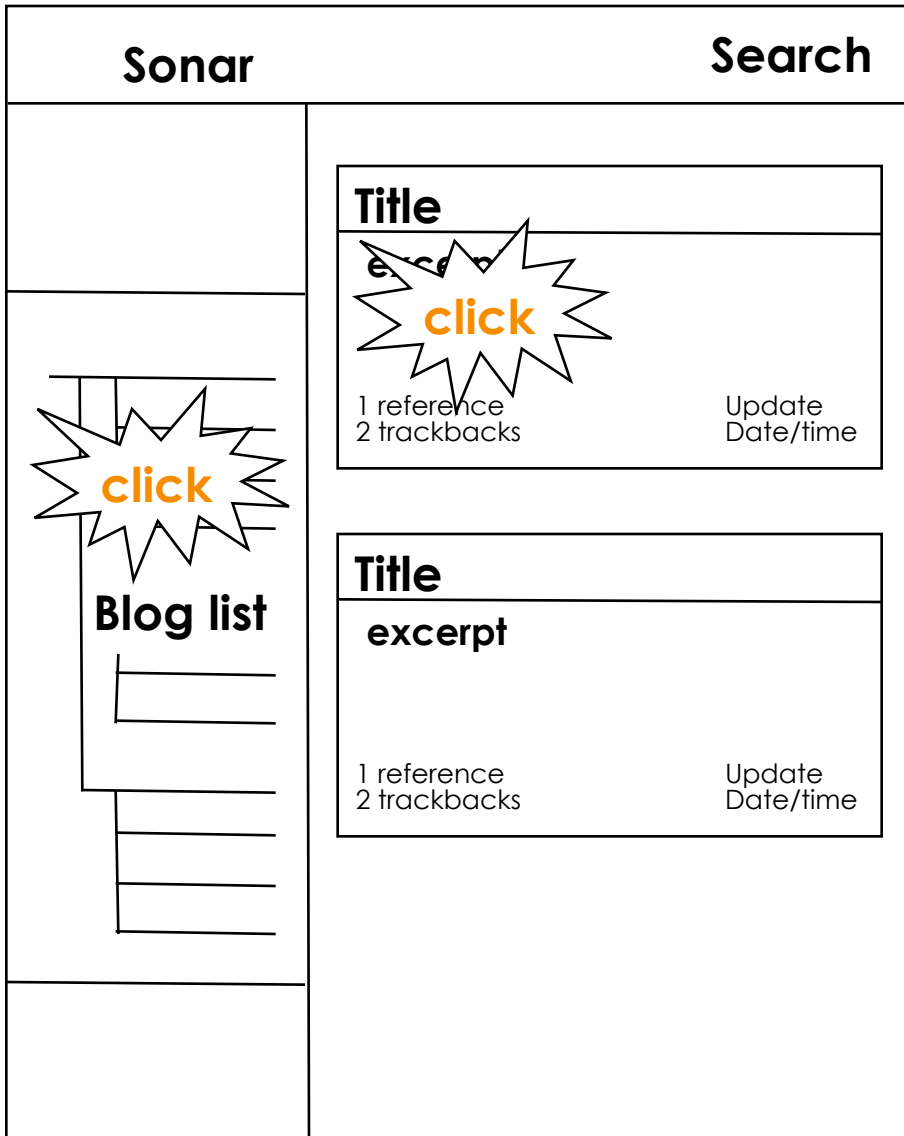 Sonar
Search
click
Blog list
Title
excerpt
click
1 reference
2 trackbacks
Update
Date/time
Title
excerpt
1 reference
2 trackbacks
Update
Date/time